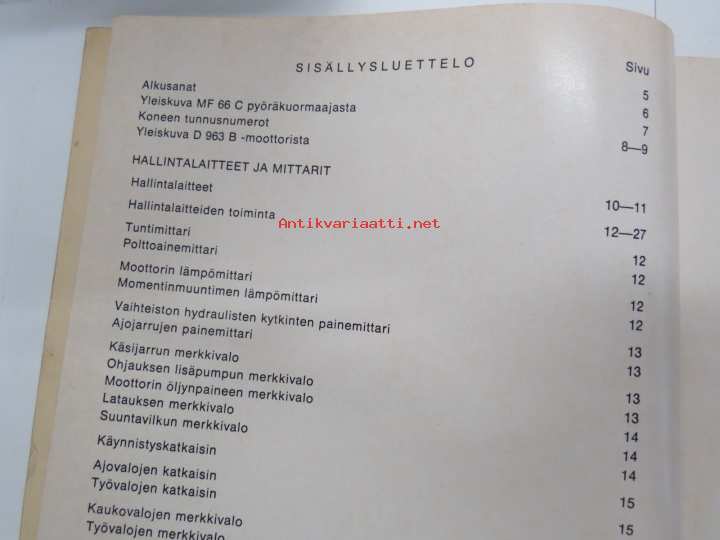 SISÄLLYSLUETTELO Sivu
Alkusanat 5
Yleiskuva MF 66 C pyöräkuormaajasta 6
Koneen tunnusnumerot 7
Yleiskuva D 963 B -moottorista 8—9
HALLINTALAITTEET JA MITTARIT
Hallintalaitteet 10—11
Hallintalaitteiden toiminta 12—27
Antikvariaatti.net
Tuntimittari 12
Polttoainemittari 12
Moottorin lämpömittari 12
Momentinmuuntimen lämpömittari 12
Vaihteiston hydraulisten kytkinten painemittari 13
Ajojarrujen painemittari 13
Käsijarrun merkkivalo 13
Ohjauksen lisäpumpun merkkivalo 13
Moottorin öljynpaineen merkkivalo 14
Latauksen merkkivalo 14
Suuntavilkun merkkivalo 14
Käynnistyskatkaisin 15
Ajovalojen katkaisin 15
Työvalojen katkaisin
Kaukovalojen merkkivalo
Työvalojen merkkivalo